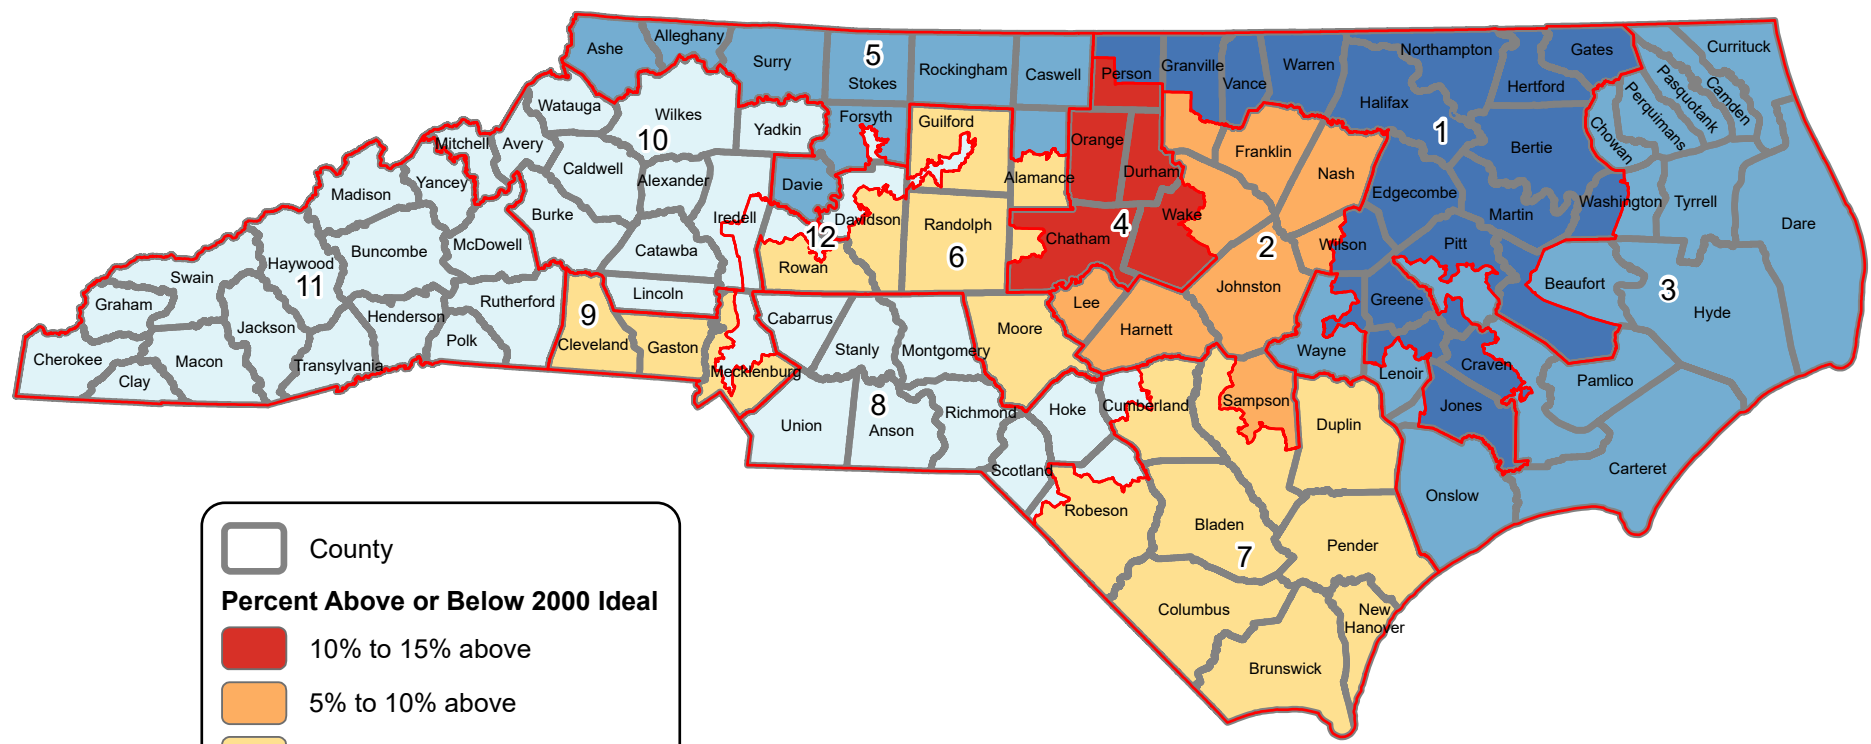 Ashe
Alleghany
Surry
5
Stokes
Rockingham
Caswell
Person
Granville
Vance
Warren
Northampton
Gates
Hertford
Halifax
1
Bertie
Currituck
Camden
Pasquotank
Perquimans
Chowan
Watauga
Wilkes
10
Yadkin
Forsyth
Guilford
Mitchell
Avery
Caldwell
Alexander
Davie
Iredell
Davidson
12
Alamance
Orange
Durham
Wake
Chatham
4
Franklin
Nash
Edgecombe
Martin
Washington
Tyrrell
Dare
Madison
Yancey
Burke
Catawba
Rowan
Randolph
6
2
Wilson
Pitt
Buncombe
McDowell
Haywood
Swain
11
Graham
Jackson
Henderson
Rutherford
Polk
Lincoln
9
Cleveland
Gaston
Cherokee
Clay
Macon
Transylvania
Mecklenburg
Cabarrus
Stanly
Montgomery
Moore
Lee
Harnett
Johnston
Greene
Beaufort
3
Hyde
Wayne
Lenoir
Craven
Jones
Pamlico
Union
8
Anson
Richmond
Hoke
Scotland
Cumberland
Sampson
Duplin
Onslow
Carteret
Robeson
Bladen
7
Pender
Columbus
New
Hanover
Brunswick
County
Percent Above or Below 2000 Ideal
10% to 15% above
5% to 10% above